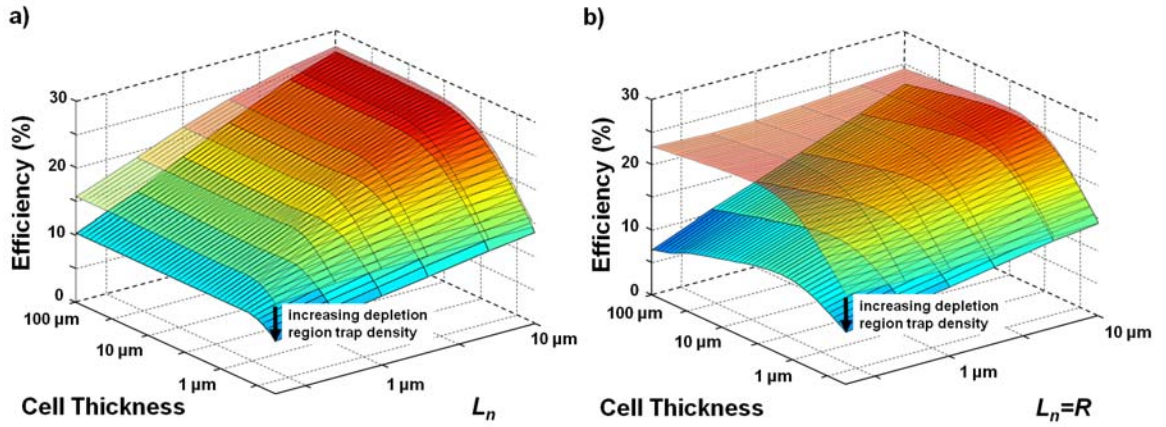 a)
Efficiency (%)
30
20
10
0
100 µm
10 µm
1 µm
Cell Thickness
increasing depletion
region trap density
10 µm
1 µm
Ln
b)
Efficiency (%)
30
20
10
0
100 µm
10 µm
1 µm
Cell Thickness
increasing depletion
region trap density
10 µm
1 µm
Ln=R